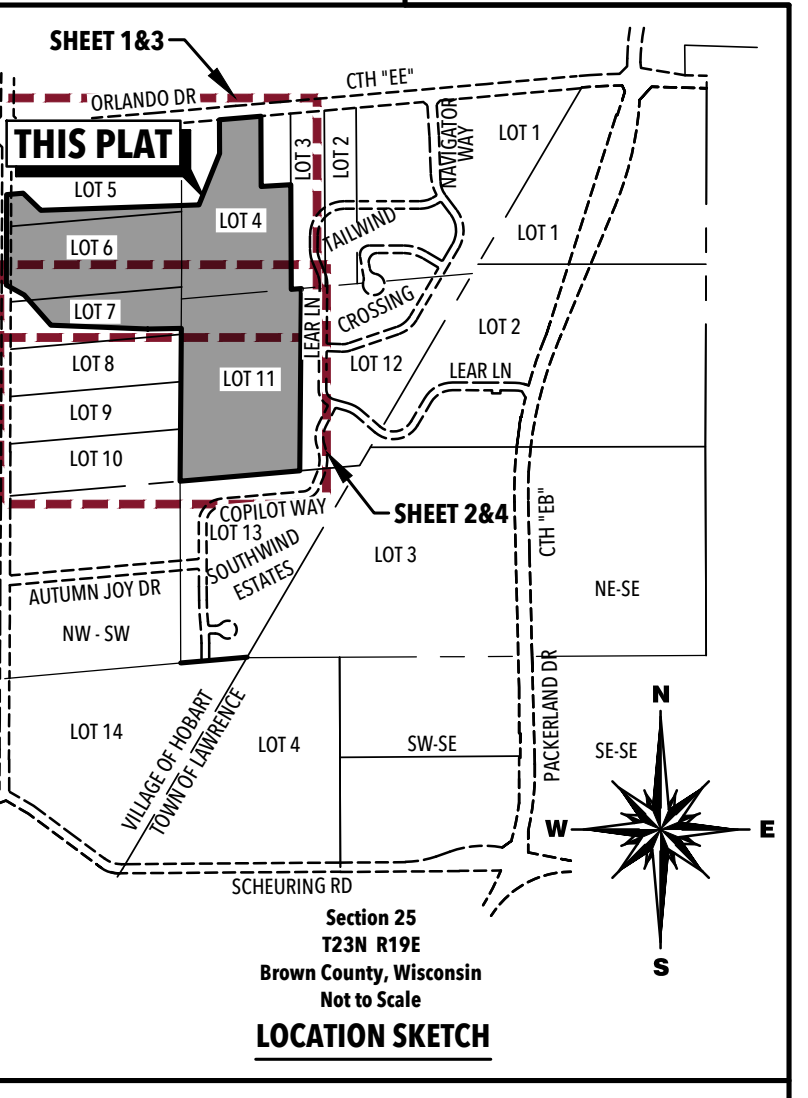 SHEET 1&3
CTH "EE"
ORLANDO DR
THIS PLAT
LOT 3
LOT 2
NAVIGATOR
WAY
LOT 1
LOT 5
LOT 4
TAILWIND
LOT 1
LOT 6
LOT 7
LEAR LN
CROSSING
LOT 2
LOT 8
LOT 12
LEAR LN
LOT 11
LOT 9
LOT 10
COPILOT WAY
SHEET 2&4
LOT 13
SOUTHWIND
ESTATES
LOT 3
CTH "EB"
AUTUMN JOY DR
NE-SE
NW - SW
PACKERLAND DR
N
VILLAGE OF HOBART
TOWN OF LAWRENCE
LOT 14
LOT 4
SW-SE
SE-SE
W
E
SCHEURING RD
S
Section 25
T23N R19E
Brown County, Wisconsin
Not to Scale
LOCATION SKETCH